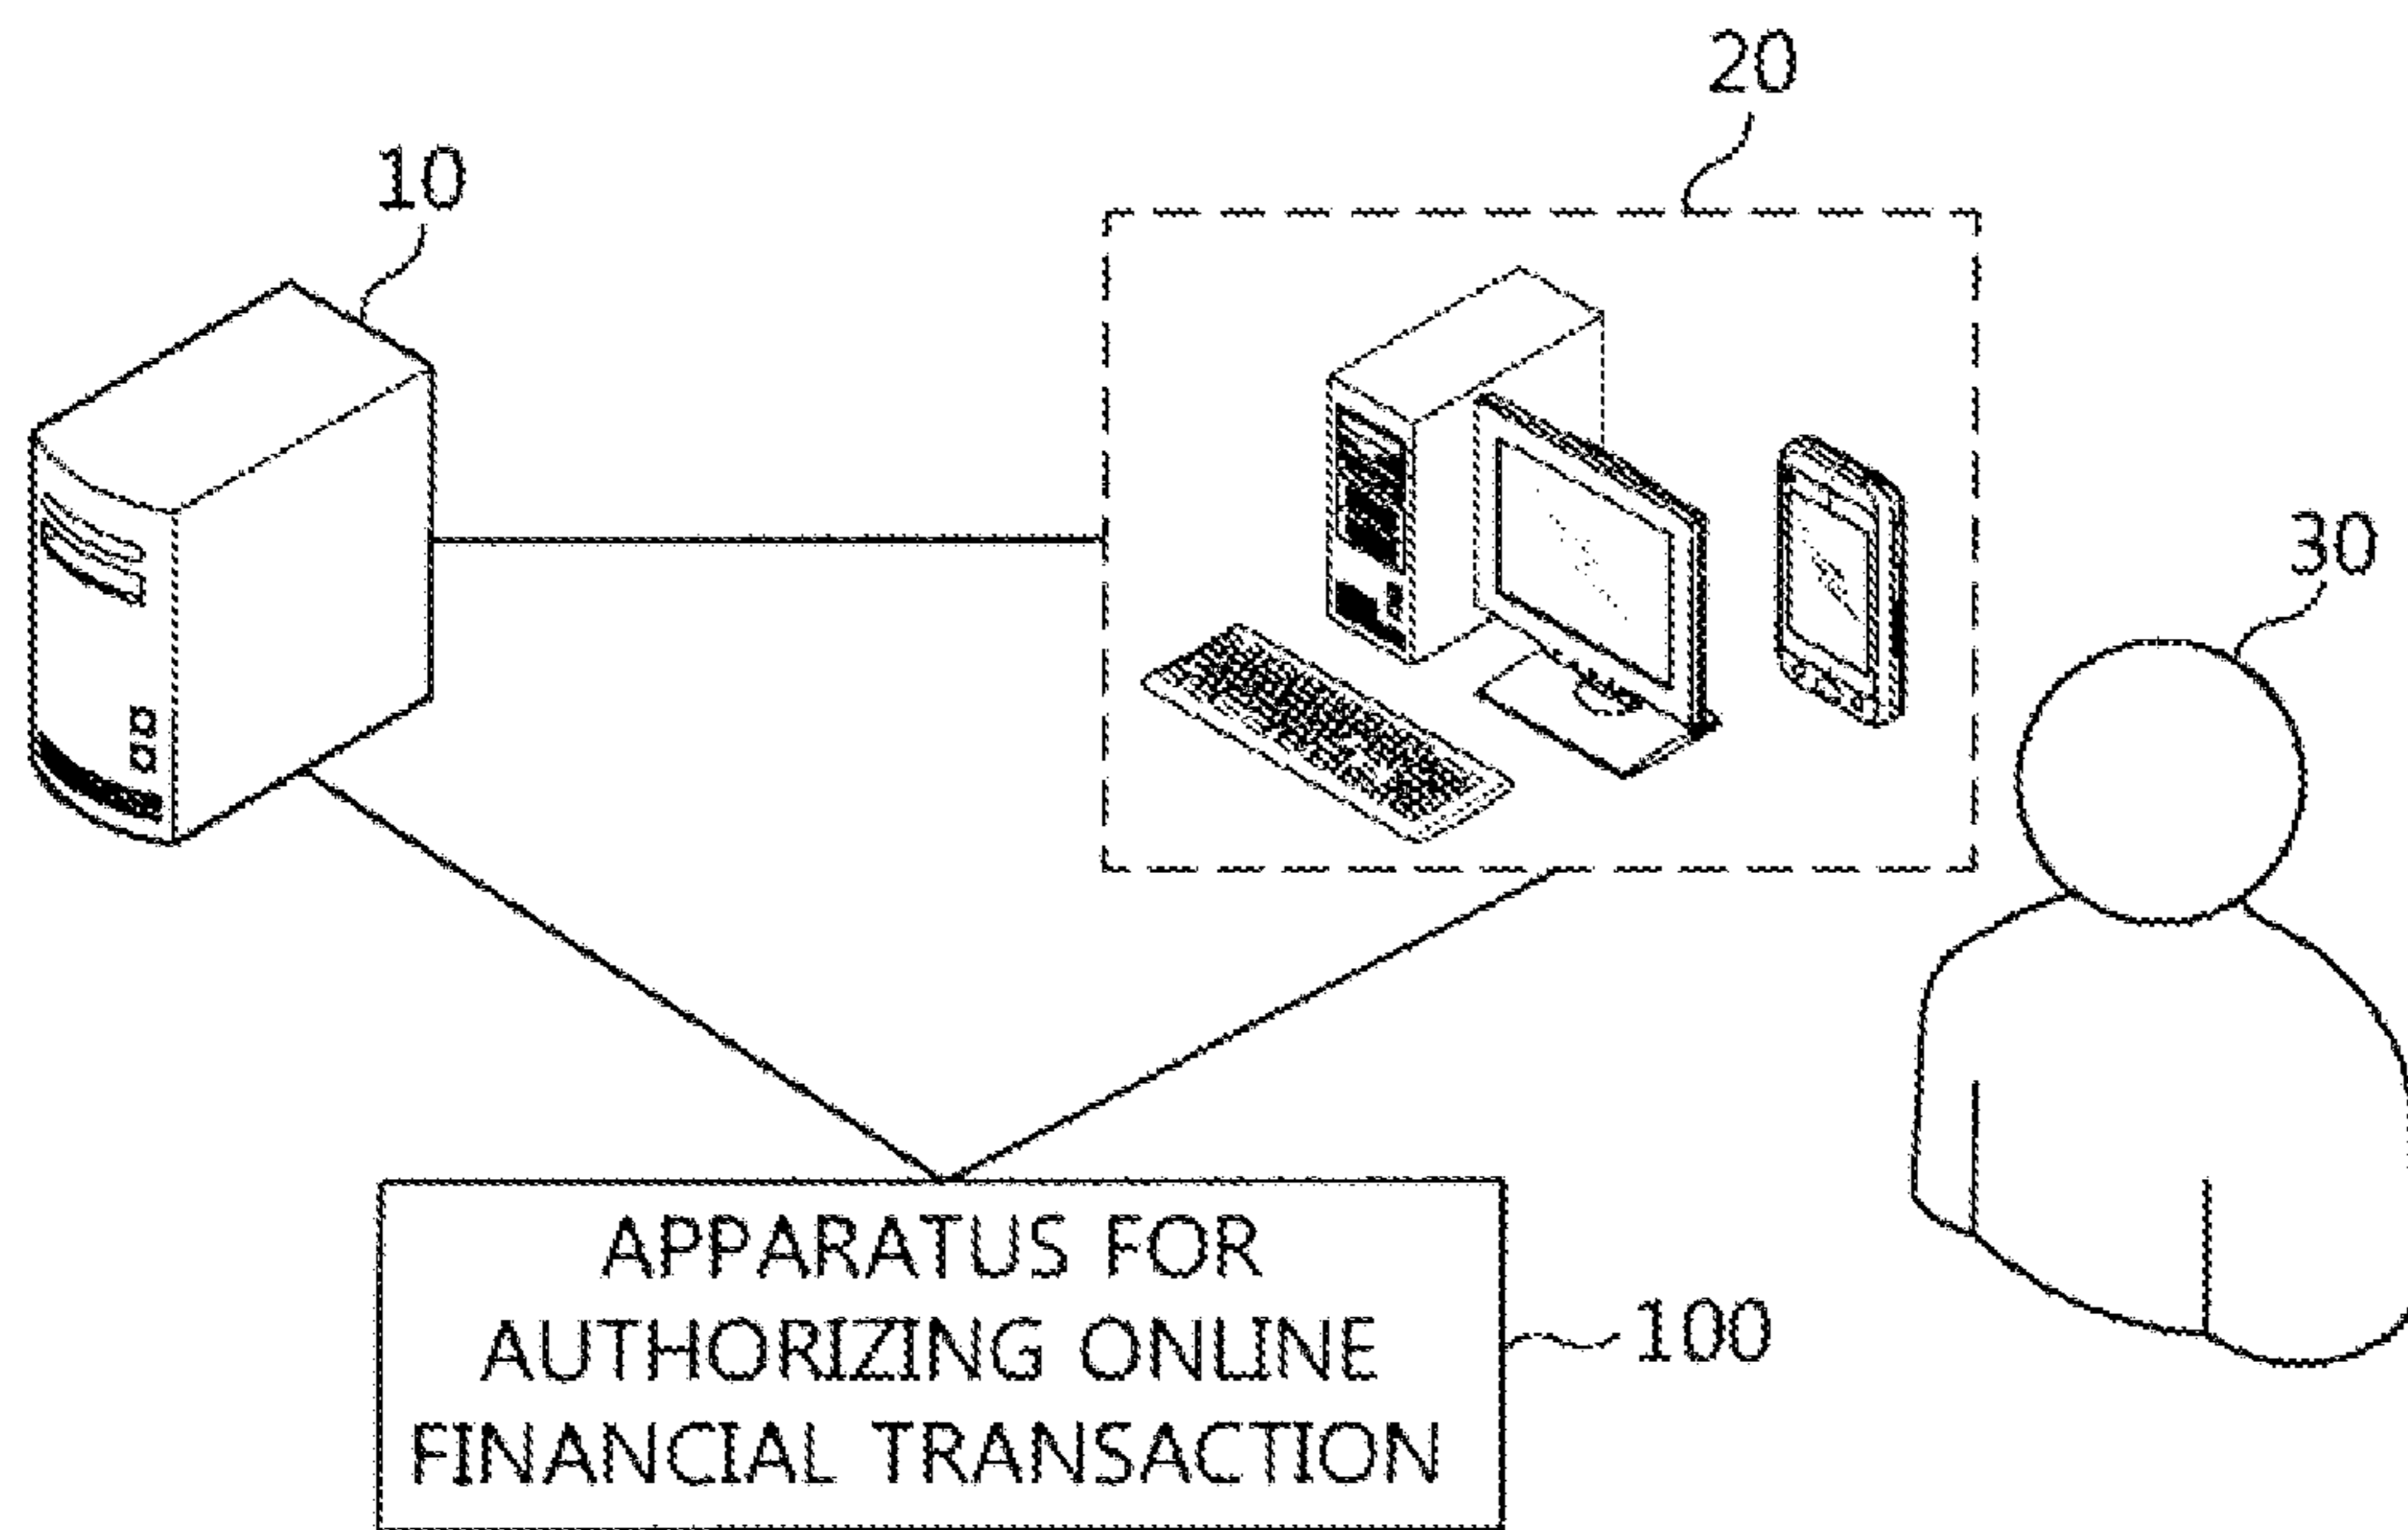 20
10
30
APPARATUS FOR
AUTHORIZING ONLINE
FINANCIAL TRANSACTION
100